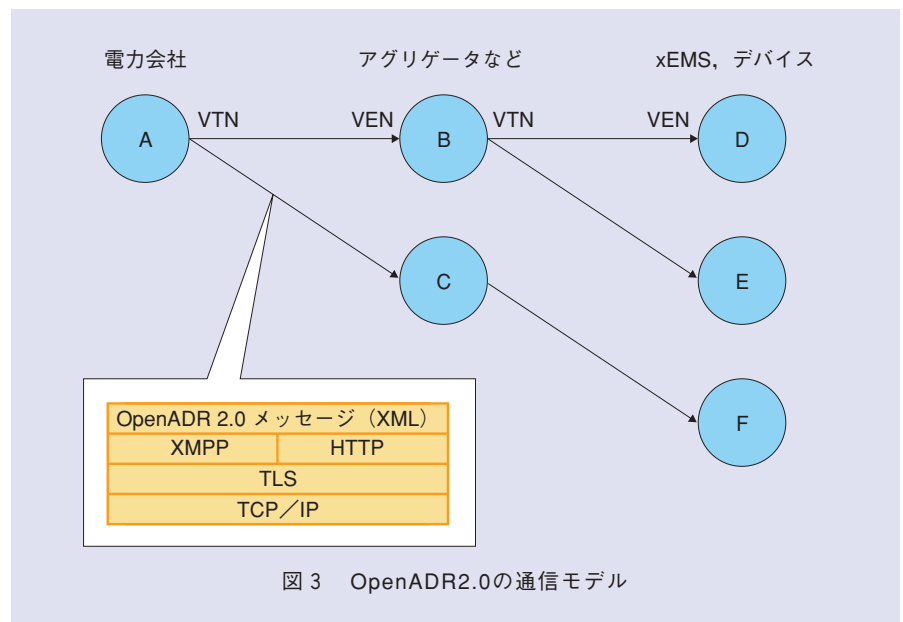 電力会社
アグリゲータなど
xEMS，デバイス
VTN
VEN
VTN
VEN
A
B
D
C
E
F
OpenADR 2.0 メッセージ（XML）
XMPP
HTTP
TLS
TCP／IP
図3 OpenADR2.0の通信モデル